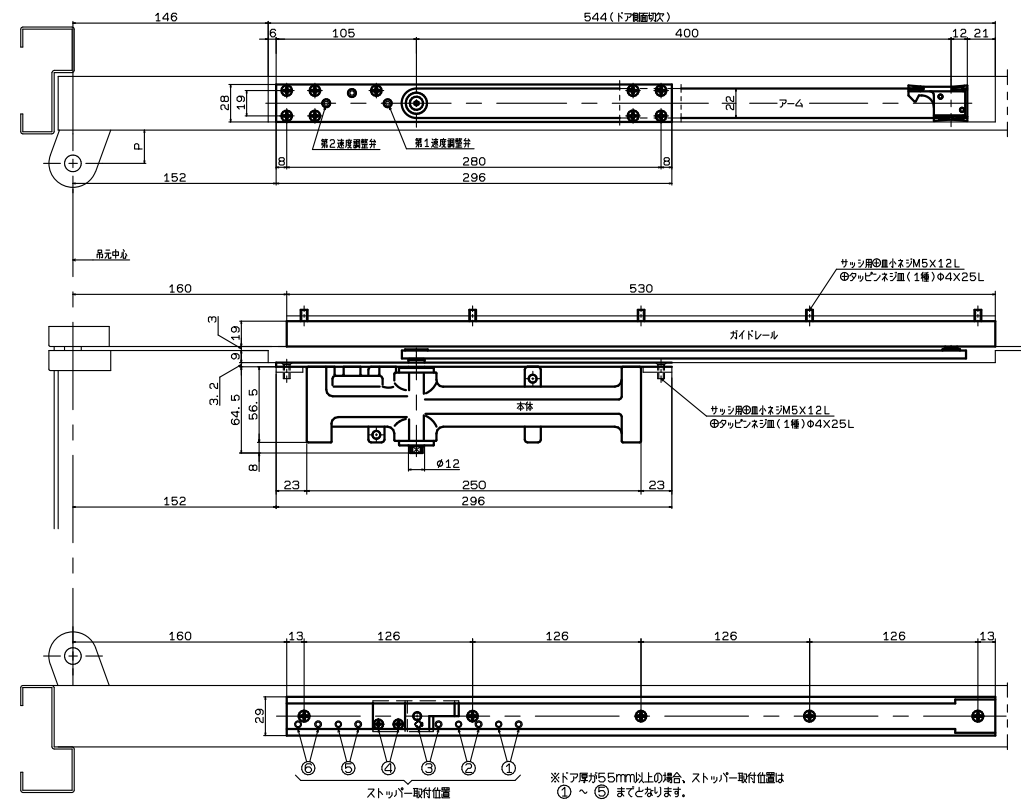 146
544(ドア側面切欠)
6
105
400
12
21
28
19
22
アーム
P
第2速度調整弁
第1速度調整弁
8
280
8
152
296
吊元中心
サッシ用⊕皿小ネジM5X12L
⊕タッピンネジ皿(1種)Φ4X25L
160
530
3
19
ガイドレール
9
3.2
64.5
56.5
本体
サッシ用⊕皿小ネジM5X12L
⊕タッピンネジ皿(1種)Φ4X25L
8
Φ12
23
250
23
152
296
160
13
126
126
126
126
13
29
⑥
⑤
④
③
②
①
ストッパー取付位置
※ドア厚が55mm以上の場合、ストッパー取付位置は
① ~ ⑤ までとなります。